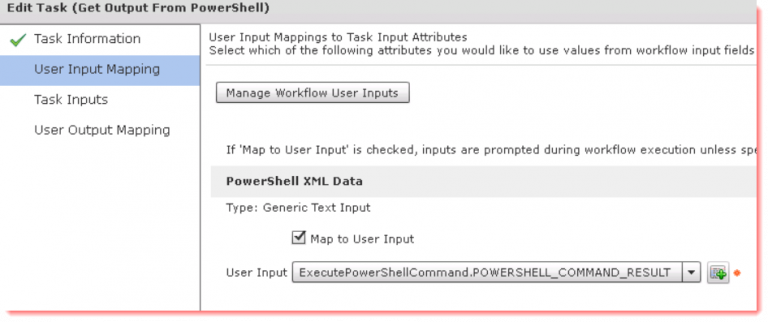 Edit Task (Get Output From PowerShell)
Task Information
User Input Mapping
Task Inputs
User Output Mapping
User Input Mappings to Task Input Attributes
Select which of the following attributes you would like to use values from workflow input fields
Manage Workflow User Inputs
If 'Map to User Input' is checked, inputs are prompted during workflow execution unless spe
PowerShell XML Data
Type: Generic Text Input
Map to User Input
User Input ExecutePowerShellCommand.POWERSHELL_COMMAND_RESULT